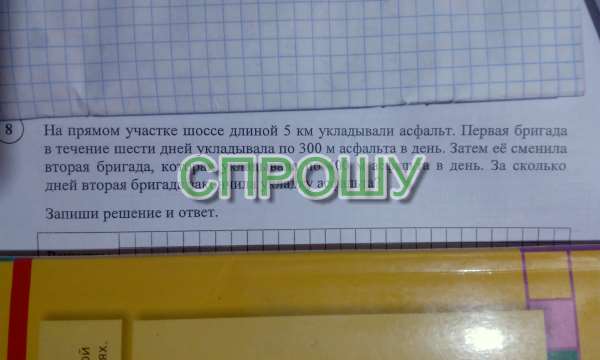 8
На прямом участке шоссе длиной 5 км укладывали асфальт. Первая бригада
в течение шести дней укладывала по 300 м асфальта в день. Затем её сменила
вторая бригада, в день. За сколько
дней вторая бригада
СПРОШУ
Запиши решение и ответ.